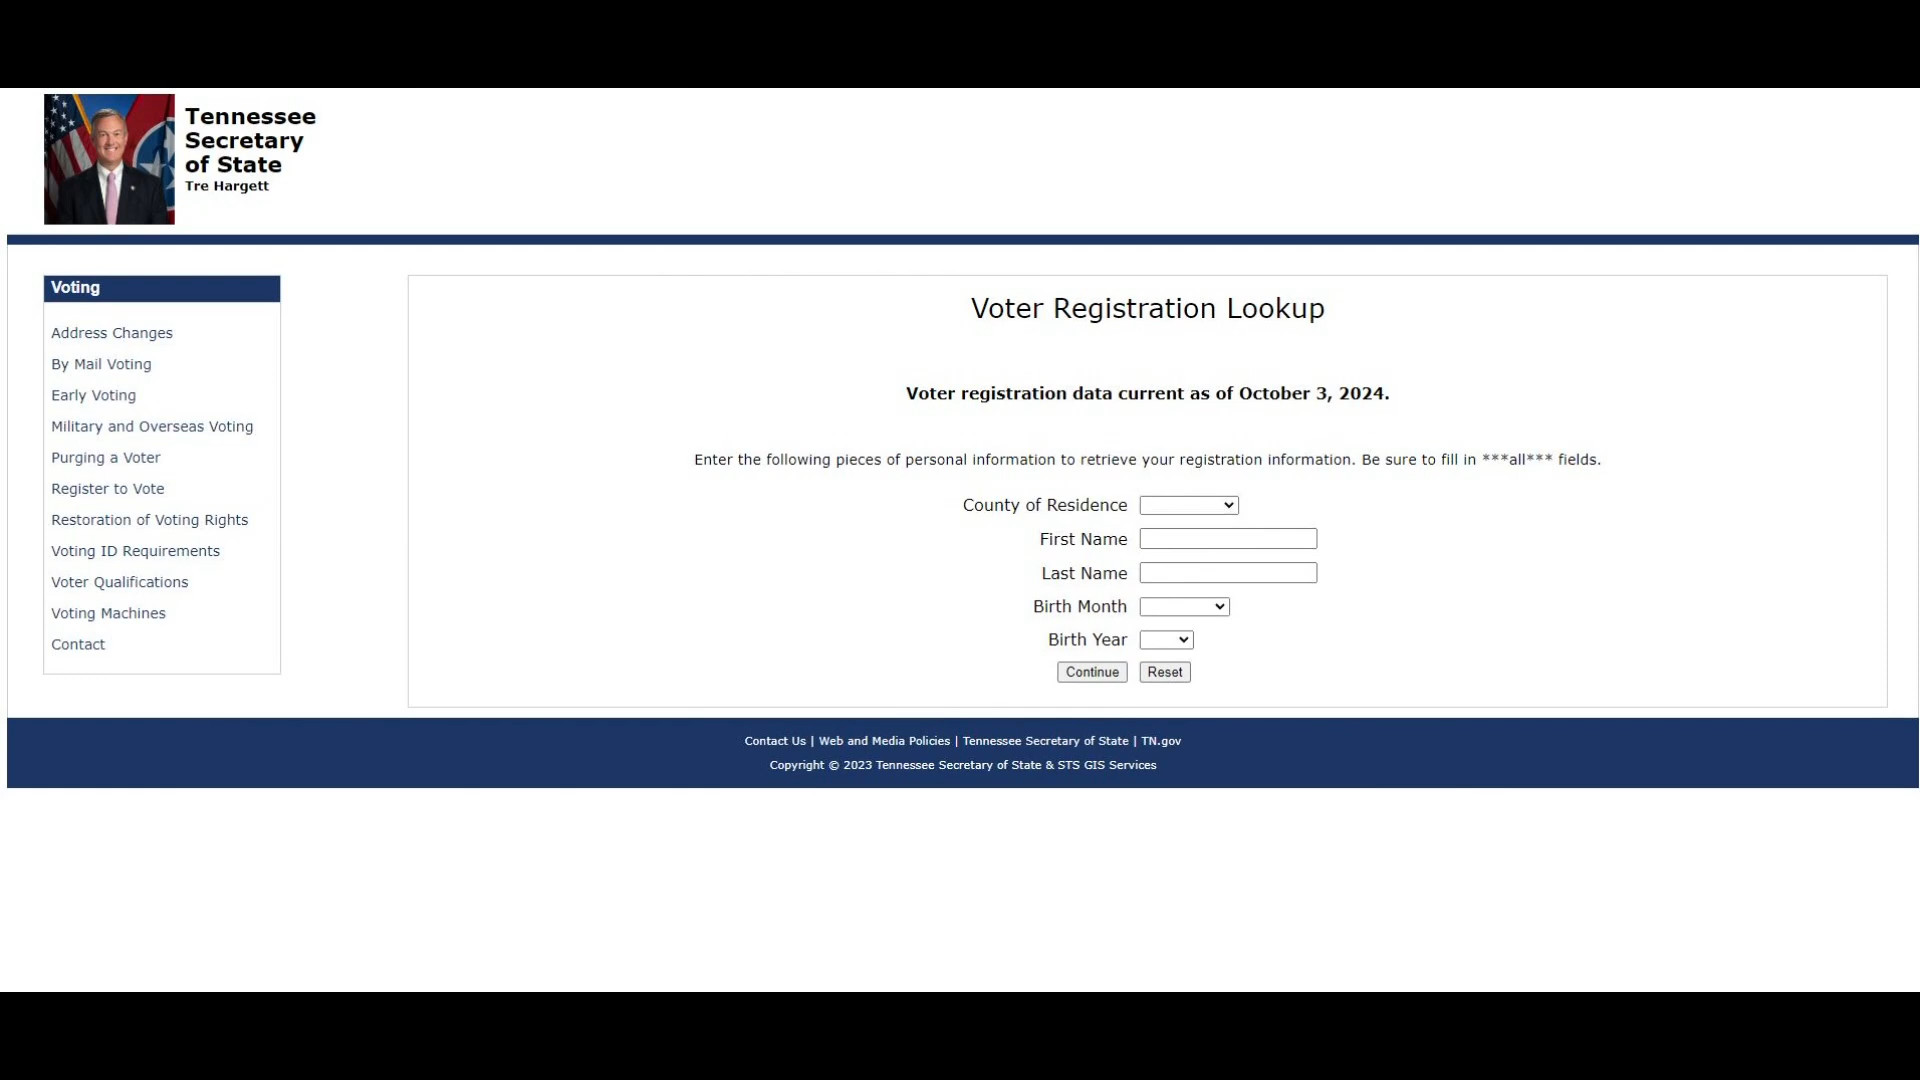 Tennessee
Secretary
of State
Tre Hargett
Voting
Address Changes
By Mail Voting
Early Voting
Military and Overseas Voting
Purging a Voter
Register to Vote
Restoration of Voting Rights
Voting ID Requirements
Voter Qualifications
Voting Machines
Contact
Voter Registration Lookup
Voter registration data current as of October 3, 2024.
Enter the following pieces of personal information to retrieve your registration information. Be sure to fill in ***all*** fields.
County of Residence
First Name
Last Name
Birth Month
Birth Year
Continue Reset
Contact Us | Web and Media Policies | Tennessee Secretary of State | TN.gov
Copyright © 2023 Tennessee Secretary of State & STS GIS Services